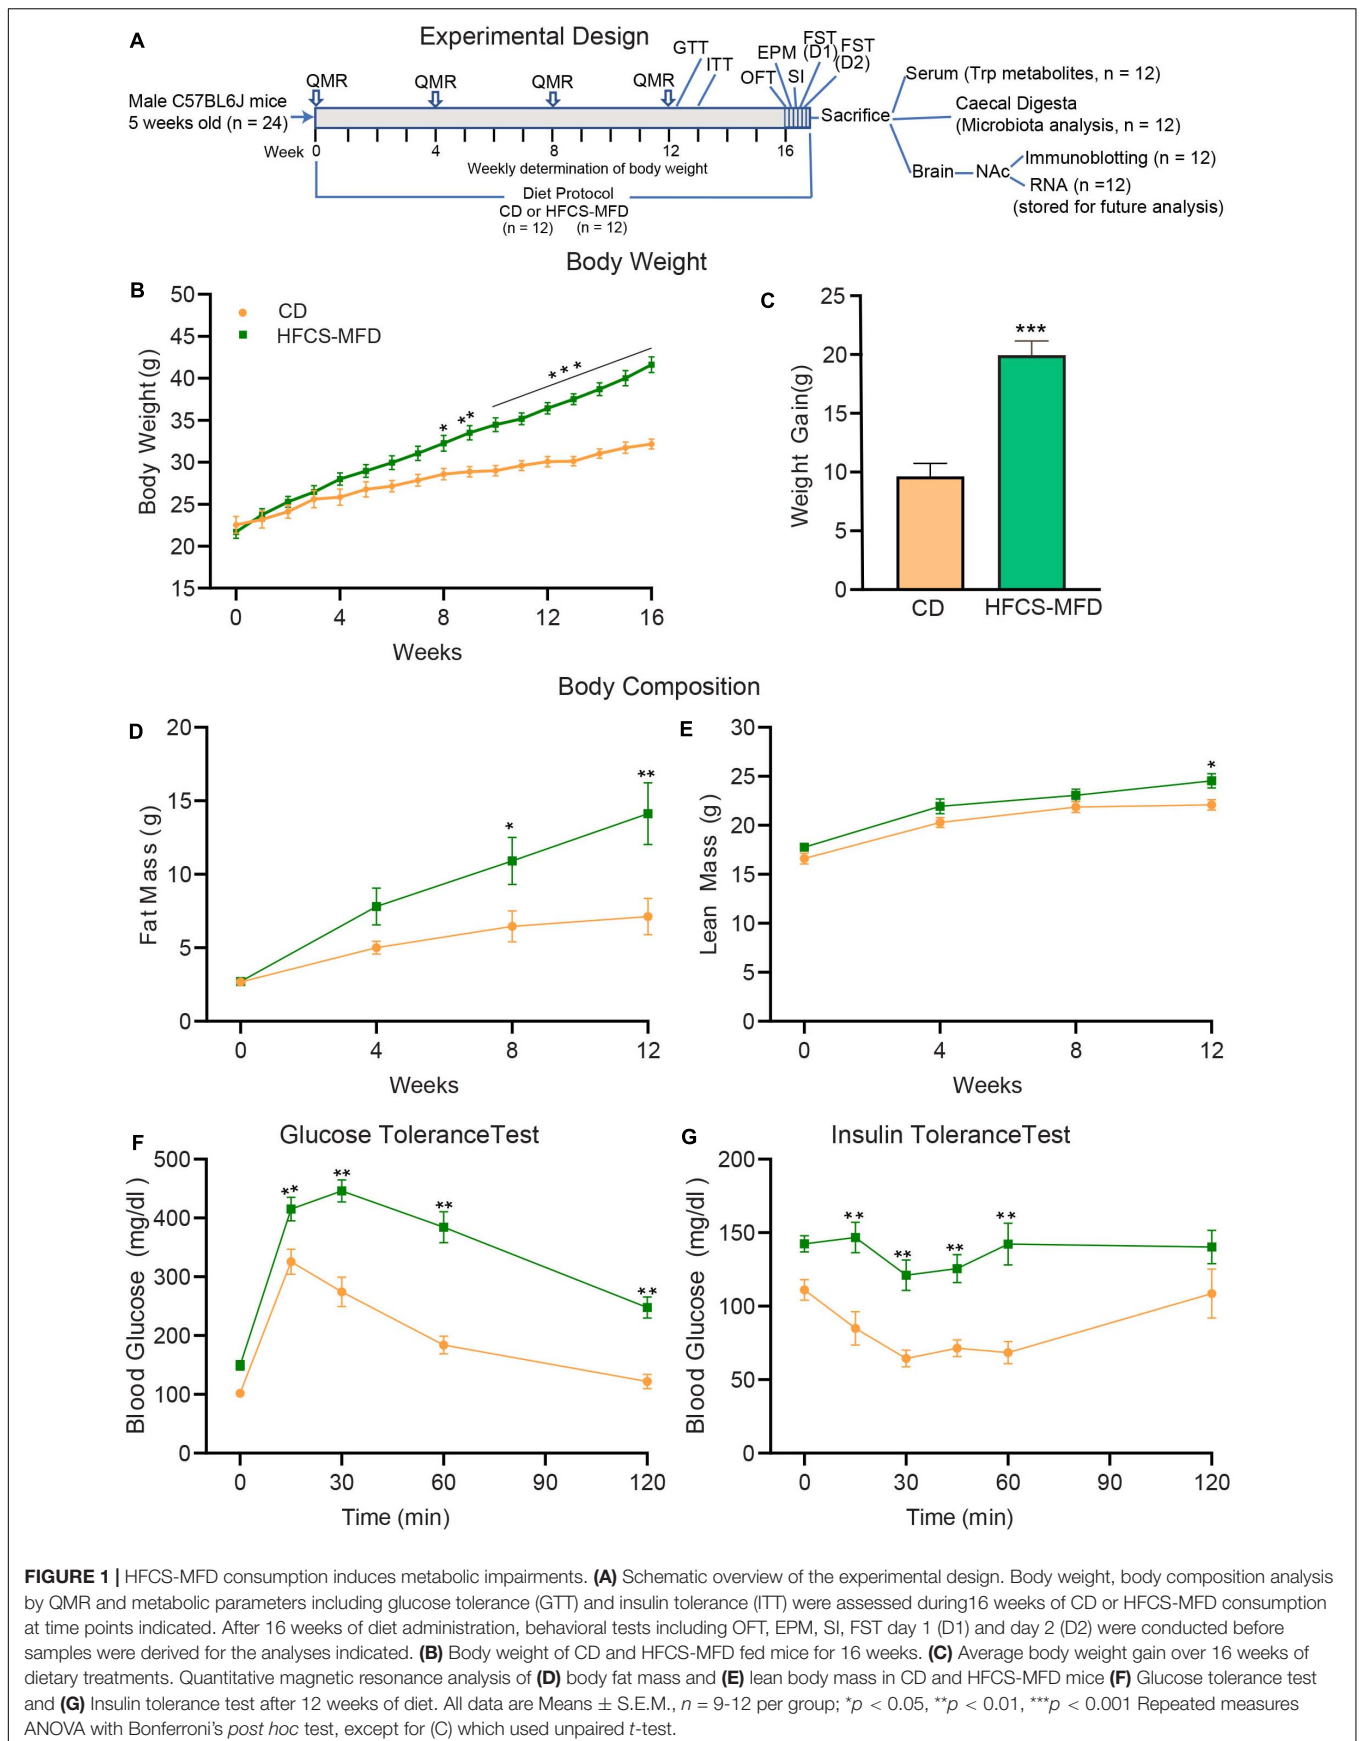 A
Experimental Design
Male C57BL6J mice
5 weeks old (n = 24)
QMR
QMR
QMR
QMR
GTT
ITT
OFT
EPM
SI
FST
(D1)
FST
(D2)
Sacrifice
Serum (Trp metabolites, n = 12)
Caecal Digesta
(Microbiota analysis, n = 12)
Brain
NAc
Immunoblotting (n = 12)
RNA (n =12)
(stored for future analysis)
Week 0 4 8 12 16
Weekly determination of body weight
Diet Protocol
CD or HFCS-MFD
(n = 12) (n = 12)
Body Weight
B
50
45
40
35
30
25
20
15
Body Weight(g)
CD
HFCS-MFD
*
**
***
0 4 8 12 16
Weeks
C
25
20
15
10
5
0
Weight Gain(g)
***
CD HFCS-MFD
Body Composition
D
20
15
10
5
0
Fat Mass (g)
*
**
0 4 8 12
Weeks
E
30
25
20
15
10
5
0
Lean Mass (g)
*
0 4 8 12
Weeks
F
Glucose ToleranceTest
500
400
300
200
100
0
Blood Glucose (mg/dl )
**
**
**
**
0 30 60 90 120
Time (min)
G
Insulin ToleranceTest
200
150
100
50
0
Blood Glucose (mg/dl )
**
**
**
**
0 30 60 90 120
Time (min)
FIGURE 1 | HFCS-MFD consumption induces metabolic impairments. (A) Schematic overview of the experimental design. Body weight, body composition analysis
by QMR and metabolic parameters including glucose tolerance (GTT) and insulin tolerance (ITT) were assessed during16 weeks of CD or HFCS-MFD consumption
at time points indicated. After 16 weeks of diet administration, behavioral tests including OFT, EPM, SI, FST day 1 (D1) and day 2 (D2) were conducted before
samples were derived for the analyses indicated. (B) Body weight of CD and HFCS-MFD fed mice for 16 weeks. (C) Average body weight gain over 16 weeks of
dietary treatments. Quantitative magnetic resonance analysis of (D) body fat mass and (E) lean body mass in CD and HFCS-MFD mice (F) Glucose tolerance test
and (G) Insulin tolerance test after 12 weeks of diet. All data are Means ± S.E.M., n = 9-12 per group; *p < 0.05, **p < 0.01, ***p < 0.001 Repeated measures
ANOVA with Bonferroni's post hoc test, except for (C) which used unpaired t-test.